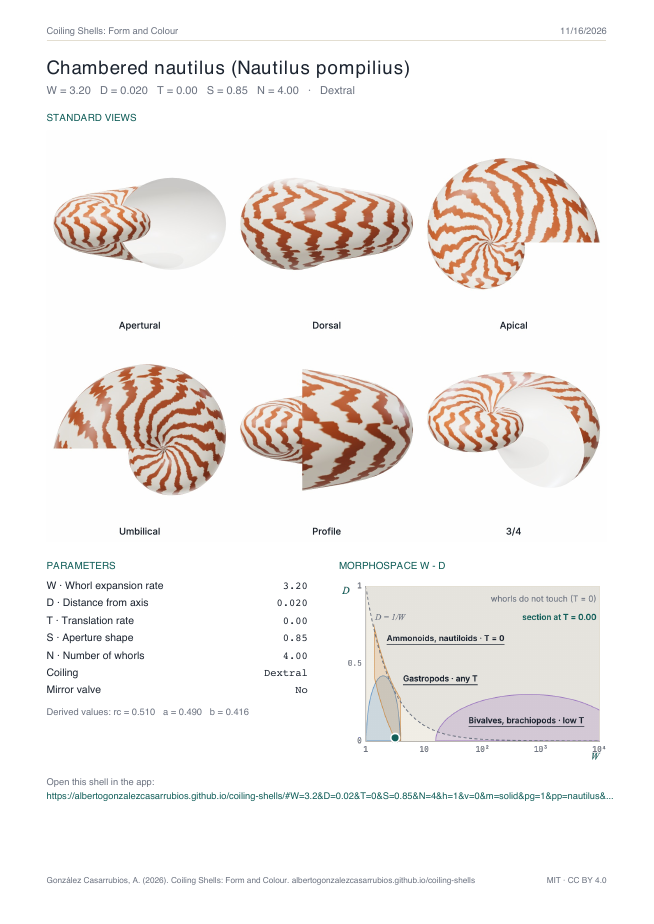 Coiling Shells: Form and Colour 11/16/2026
Chambered nautilus (Nautilus pompilius)
W = 3.20 D = 0.020 T = 0.00 S = 0.85 N = 4.00 · Dextral
STANDARD VIEWS
Apertural Dorsal Apical
Umbilical Profile 3/4
PARAMETERS
W · Whorl expansion rate 3.20
D · Distance from axis 0.020
T · Translation rate 0.00
S · Aperture shape 0.85
N · Number of whorls 4.00
Coiling Dextral
Mirror valve No
Derived values: rc = 0.510 a = 0.490 b = 0.416
MORPHOSPACE W - D
D 1
whorls do not touch (T = 0)
D = 1/W section at T = 0.00
Ammonoids, nautiloids · T = 0
0.5
Gastropods · any T
Bivalves, brachiopods · low T
0
1 10 10² 10³ 10⁴
W
Open this shell in the app:
https://albertogonzalezcasarrubios.github.io/coiling-shells/#W=3.2&D=0.02&T=0&S=0.85&N=4&h=1&v=0&m=solid&pg=1&pp=nautilus&...
González Casarrubios, A. (2026). Coiling Shells: Form and Colour. albertogonzalezcasarrubios.github.io/coiling-shells MIT · CC BY 4.0